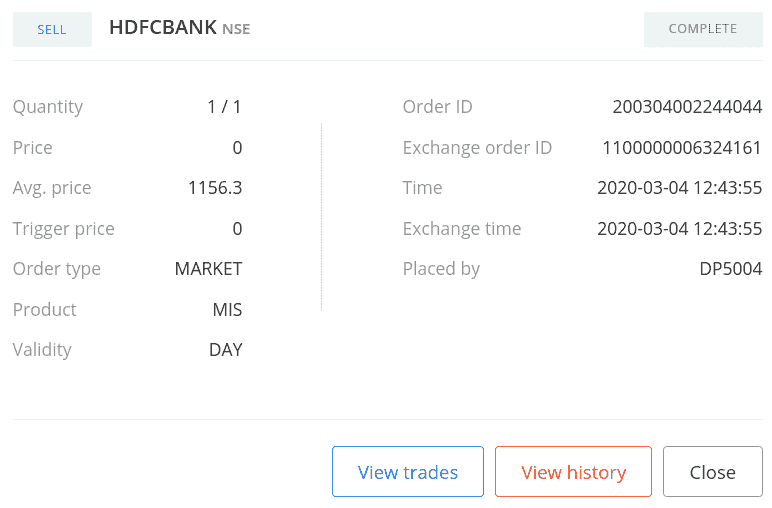 SELL HDFCBANK NSE COMPLETE
Quantity 1 / 1 Order ID 200304002244044
Price 0 Exchange order ID 1100000006324161
Avg. price 1156.3 Time 2020-03-04 12:43:55
Trigger price 0 Exchange time 2020-03-04 12:43:55
Order type MARKET Placed by DP5004
Product MIS
Validity DAY
View trades View history Close